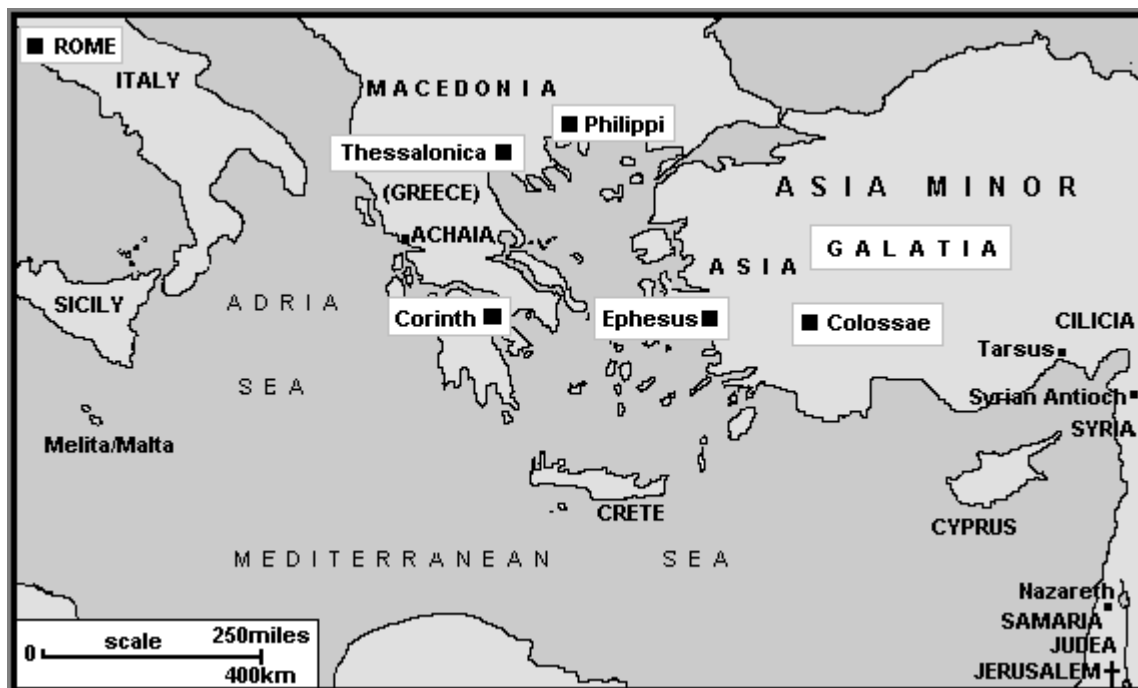 ROME
ITALY
MACEDONIA
Philippi
Thessalonica
ASIA MINOR
(GREECE)
ACHAIA
GALATIA
ASIA
SICILY
ADRIA
Corinth
Ephesus
Colossae
CILICIA
Tarsus
SEA
Syrian Antioch
SYRIA
Melita/Malta
CRETE
CYPRUS
MEDITERRANEAN SEA
Nazareth
SAMARIA
scale
250miles
JUDEA
0
400km
JERUSALEM